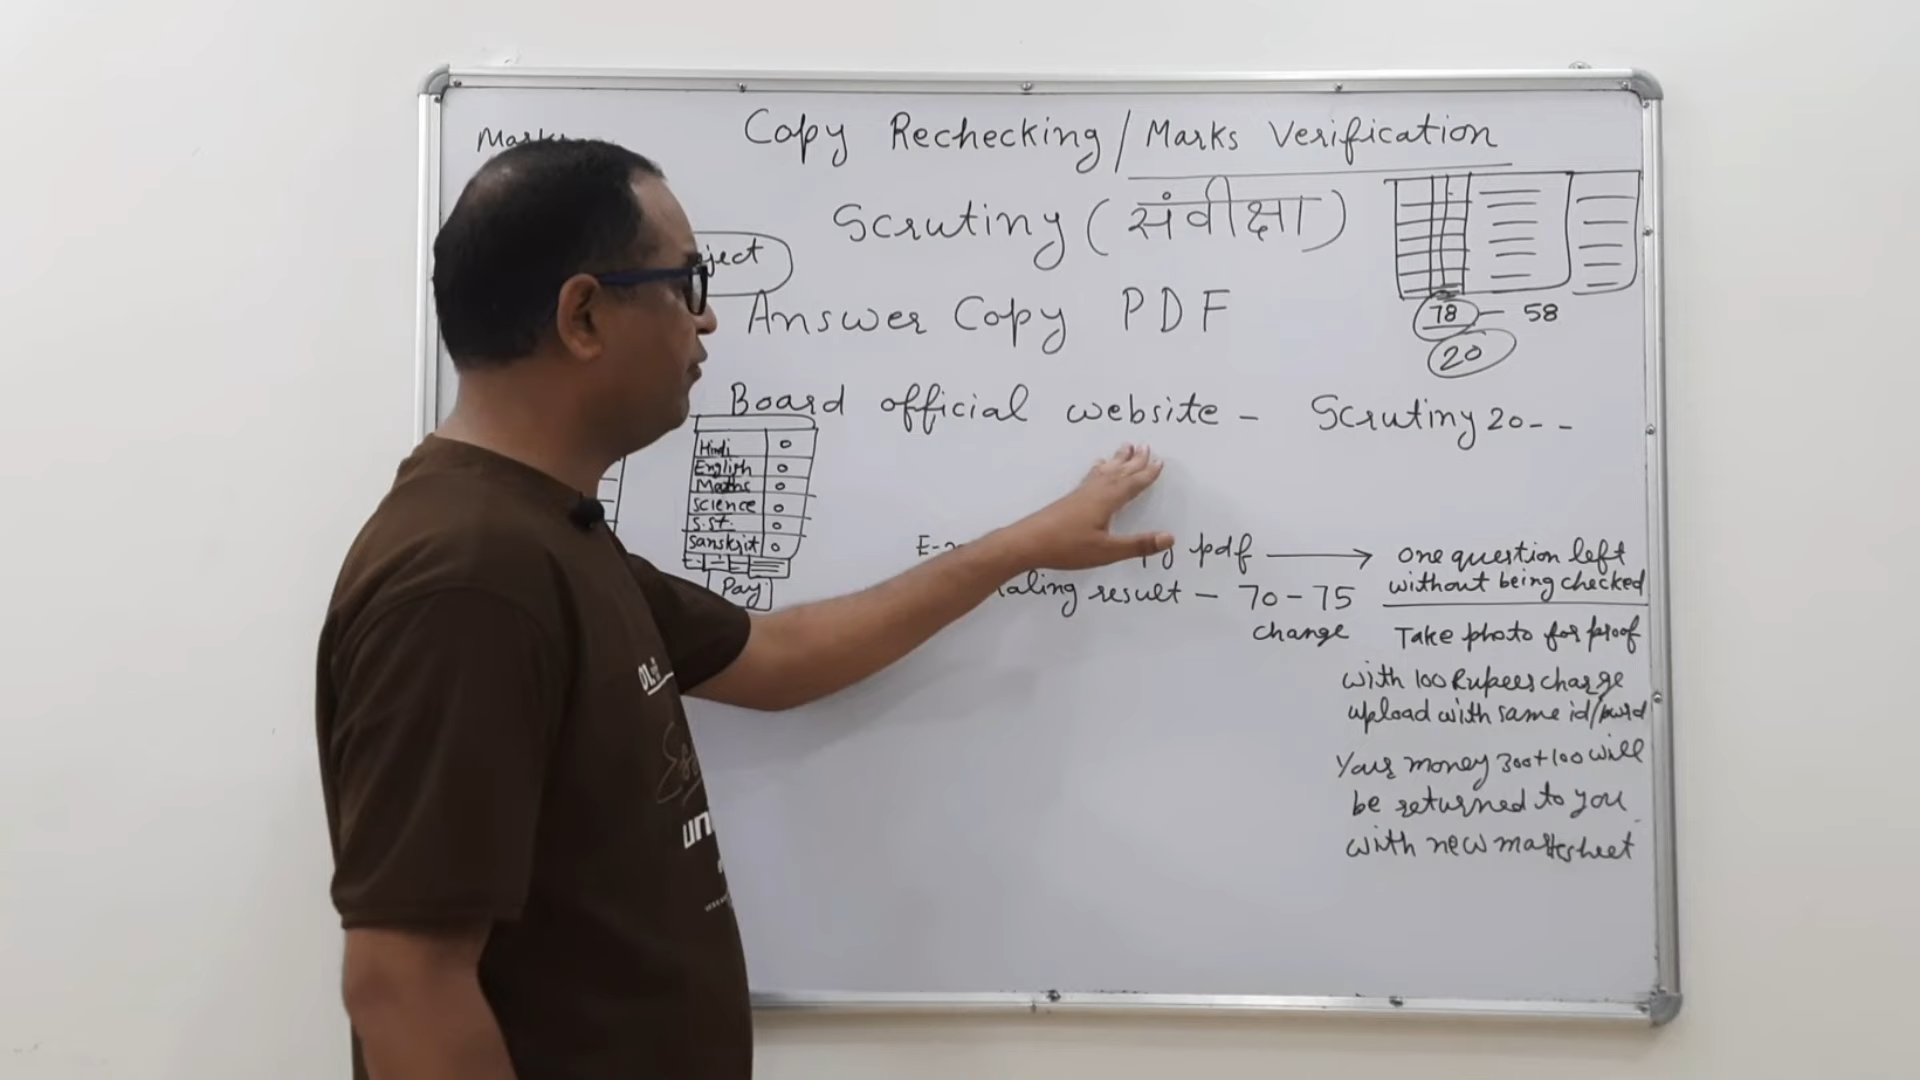 Copy Rechecking / Marks Verification
Scrutiny (संवीक्षा)
Answer Copy PDF
78 - 58
20
Board official website - Scrutiny 20--
Hindi
English
Maths
Science
S.St.
Sanskrit
Pay
pdf → one question left
without being checked
result - 70-75
change
Take photo for proof
with 100 Rupees charge
upload with same id/pwrd
Your money 300+100 will
be returned to you
with new marksheet